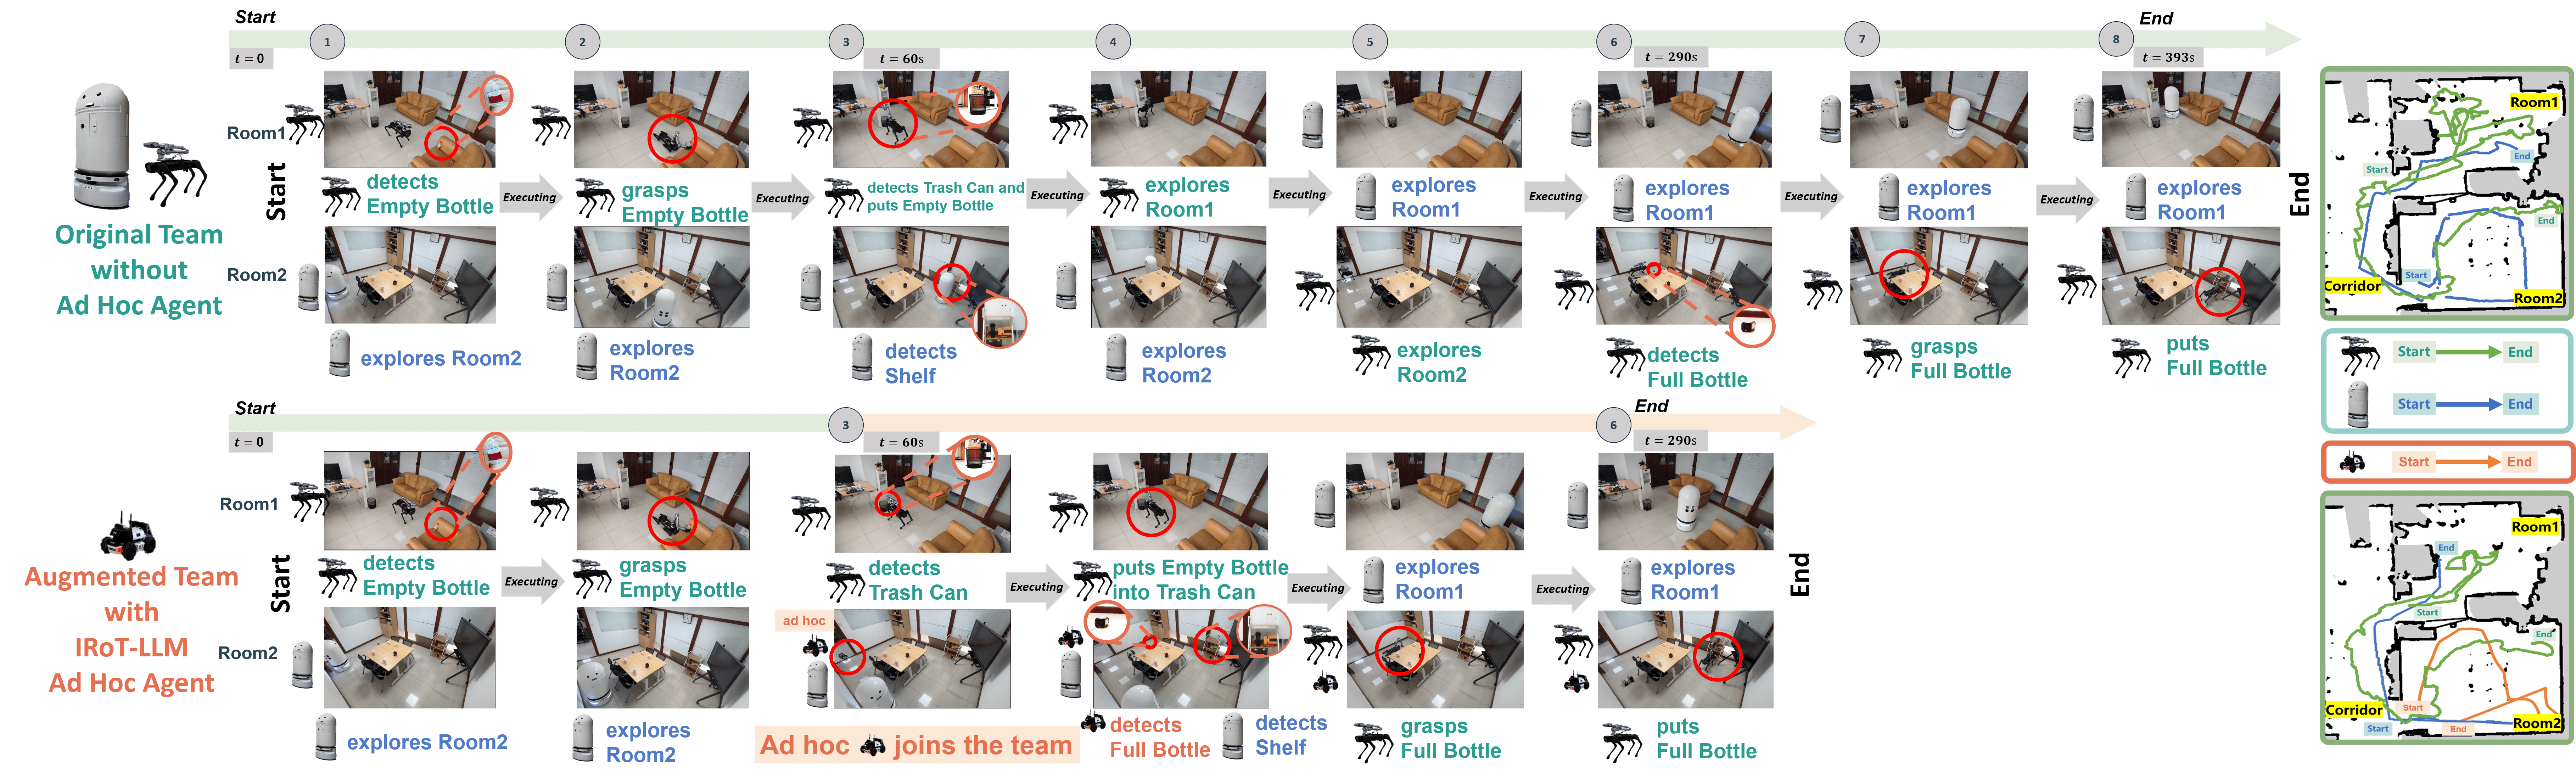 Start
1
2
3
4
5
6
7
8
End
t = 0
t = 60s
t = 290s
t = 393s
Original Team
without
Ad Hoc Agent
Start
Room1
Room2
detects
Empty Bottle
Executing
grasps
Empty Bottle
Executing
detects Trash Can and
puts Empty Bottle
Executing
explores
Room1
Executing
explores
Room1
Executing
explores
Room1
Executing
explores
Room1
Executing
explores
Room1
End
explores Room2
explores
Room2
detects
Shelf
explores
Room2
explores
Room2
detects
Full Bottle
grasps
Full Bottle
puts
Full Bottle
Room1
End
Start
End
Start
Corridor
Room2
Start
End
Start
End
Start
End
Start
3
6
End
t = 0
t = 60s
t = 290s
Augmented Team
with
IRoT-LLM
Ad Hoc Agent
Start
Room1
Room2
detects
Empty Bottle
Executing
grasps
Empty Bottle
detects
Trash Can
Executing
puts Empty Bottle
into Trash Can
Executing
explores
Room1
Executing
explores
Room1
End
ad hoc
explores Room2
explores
Room2
Ad hoc joins the team
detects
Full Bottle
detects
Shelf
grasps
Full Bottle
puts
Full Bottle
Room1
End
Start
End
Corridor
Start
Room2
Start
End